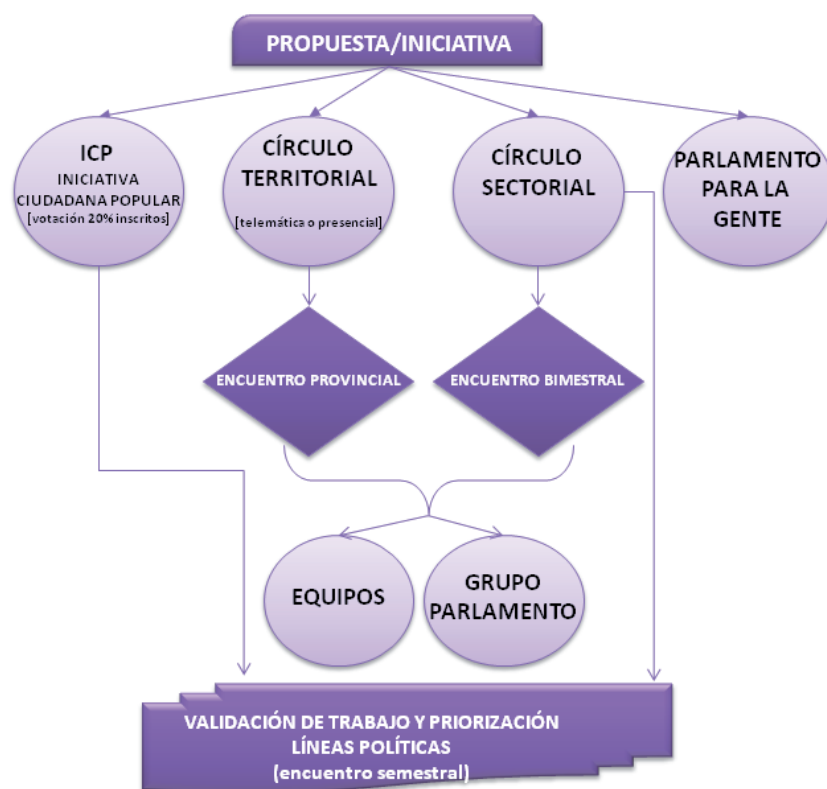 PROPUESTA/INICIATIVA
ICP
INICIATIVA
CIUDADANA POPULAR
[votación 20% inscritos]
CÍRCULO
TERRITORIAL
[telemática o presencial]
CÍRCULO
SECTORIAL
PARLAMENTO
PARA LA
GENTE
ENCUENTRO PROVINCIAL
ENCUENTRO BIMESTRAL
EQUIPOS
GRUPO
PARLAMENTO
VALIDACIÓN DE TRABAJO Y PRIORIZACIÓN
LÍNEAS POLÍTICAS
(encuentro semestral)